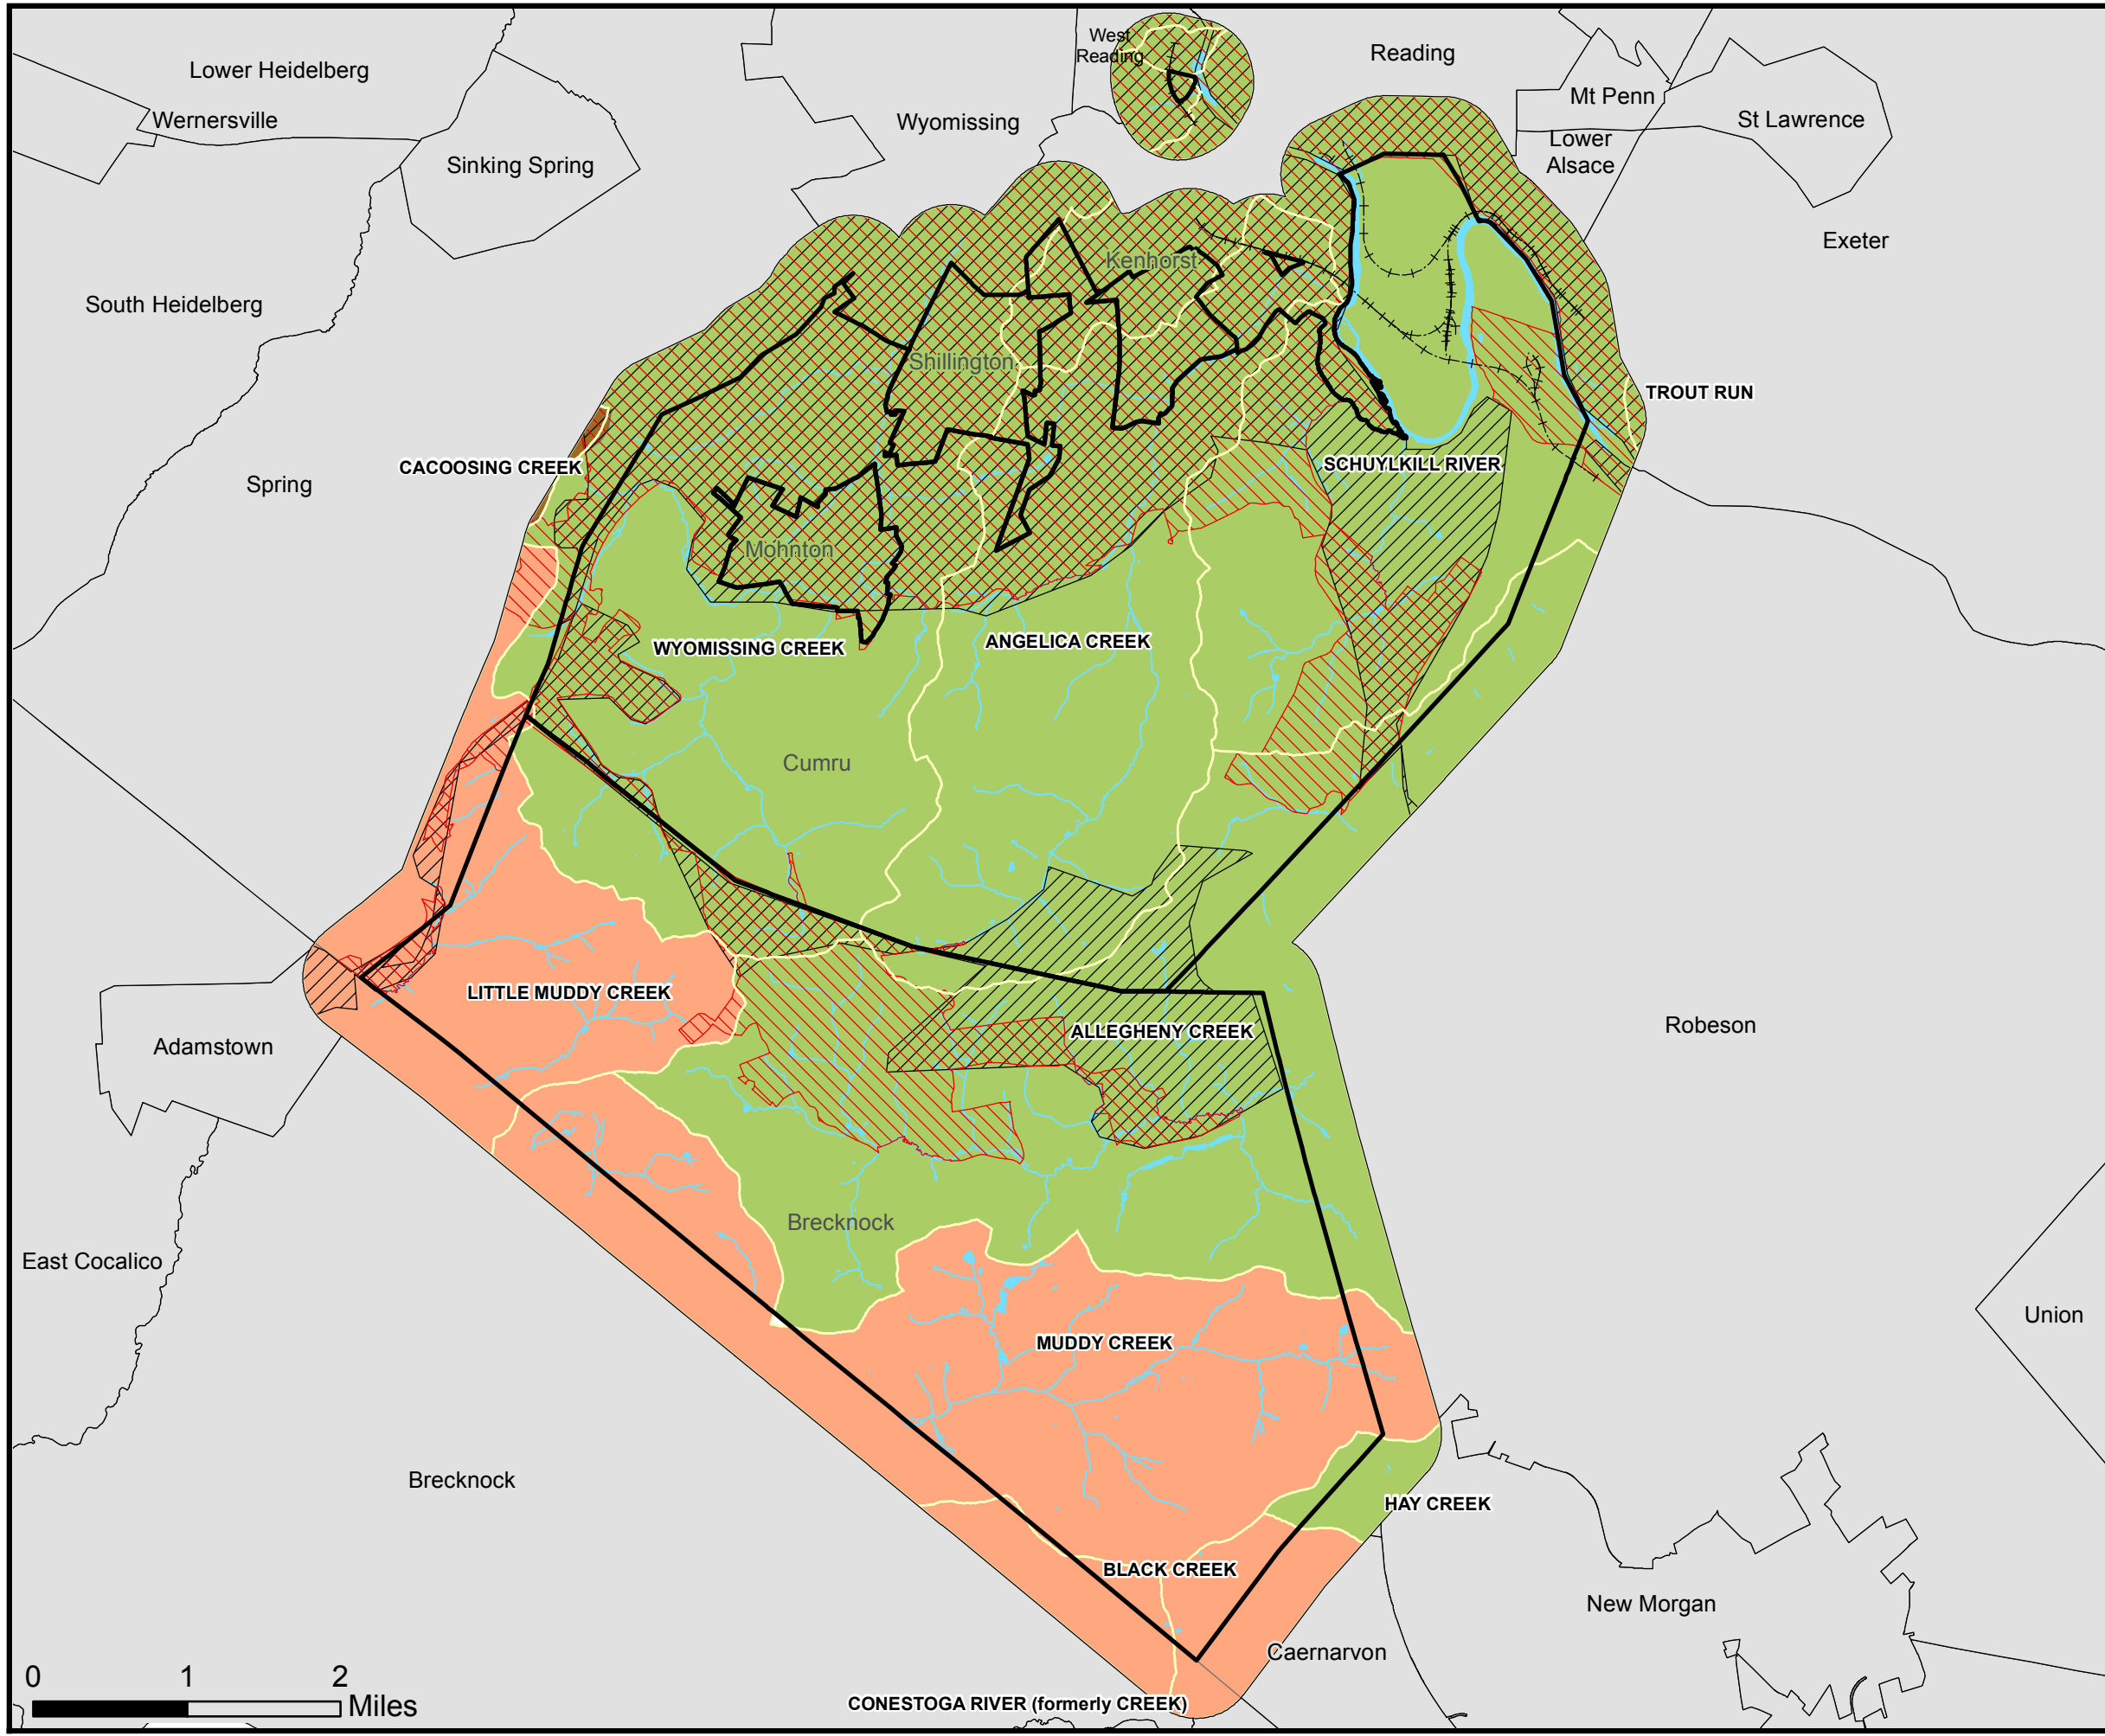 West
Reading
Reading
Lower Heidelberg
Mt Penn
Wernersville
Wyomissing
St Lawrence
Lower
Alsace
Sinking Spring
Exeter
Kenhorst
South Heidelberg
Shillington
TROUT RUN
CACOOSING CREEK
SCHUYLKILL RIVER
Spring
Mohnton
WYOMISSING CREEK
ANGELICA CREEK
Cumru
LITTLE MUDDY CREEK
Robeson
ALLEGHENY CREEK
Adamstown
Brecknock
East Cocalico
Union
MUDDY CREEK
Brecknock
HAY CREEK
BLACK CREEK
New Morgan
Caernarvon
0 1 2
Miles
CONESTOGA RIVER (formerly CREEK)